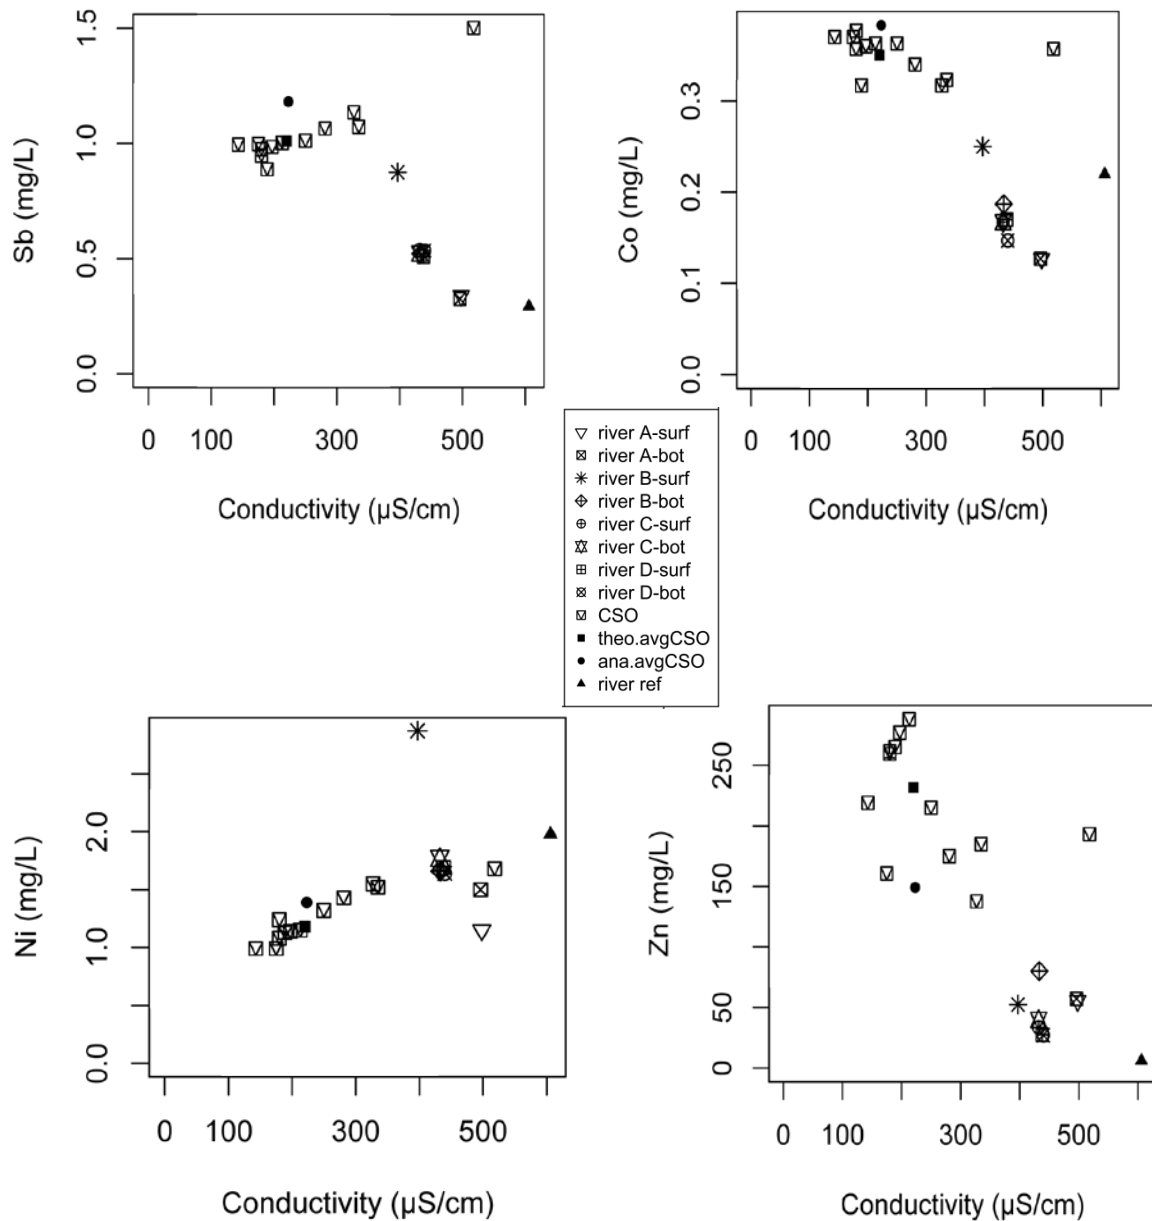 Sb (mg/L)
1.5
1.0
0.5
0.0
0 100 300 500
Conductivity (µS/cm)
Co (mg/L)
0.3
0.2
0.1
0.0
0 100 300 500
Conductivity (µS/cm)
river A-surf
river A-bot
river B-surf
river B-bot
river C-surf
river C-bot
river D-surf
river D-bot
CSO
theo.avgCSO
ana.avgCSO
river ref
Ni (mg/L)
2.0
1.0
0.0
0 100 300 500
Conductivity (µS/cm)
Zn (mg/L)
250
150
50
0
0 100 300 500
Conductivity (µS/cm)